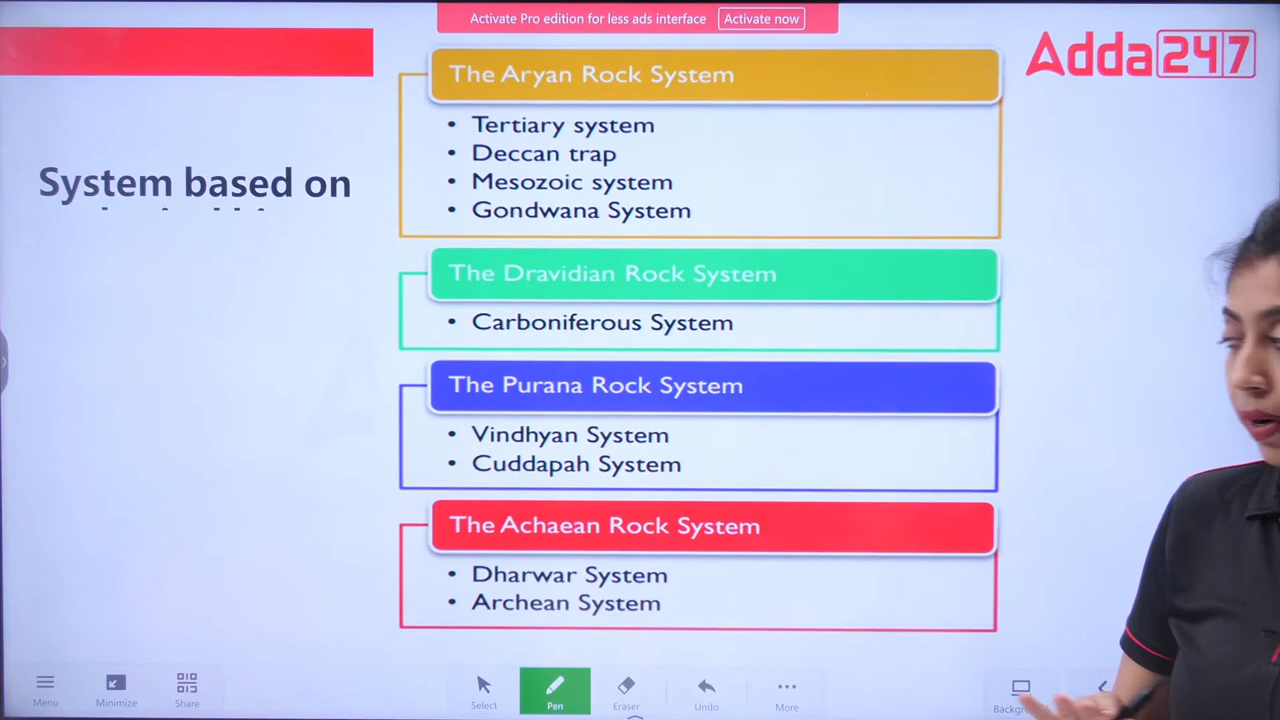 Activate Pro edition for less ads interface Activate now
Adda247
System based on
The Aryan Rock System
• Tertiary system
• Deccan trap
• Mesozoic system
• Gondwana System
The Dravidian Rock System
• Carboniferous System
The Purana Rock System
• Vindhyan System
• Cuddapah System
The Achaean Rock System
• Dharwar System
• Archean System
Menu
Minimize
Share
Select
Pen
Eraser
Undo
More